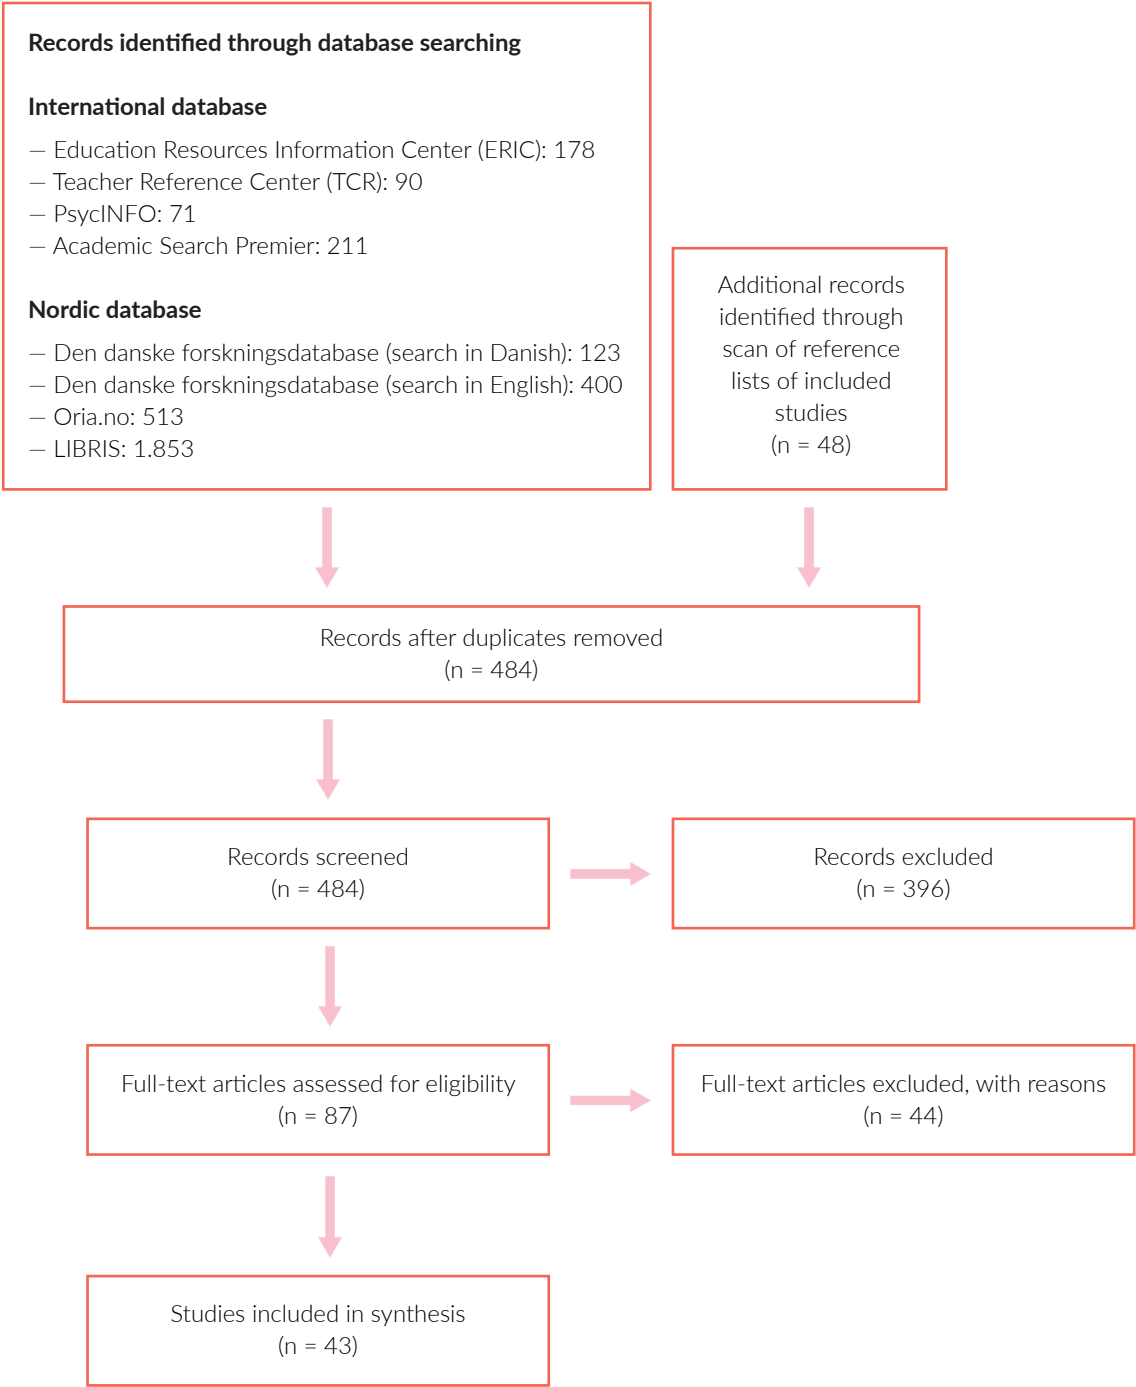 Records identified through database searching
International database
— Education Resources Information Center (ERIC): 178
— Teacher Reference Center (TCR): 90
— PsycINFO: 71
— Academic Search Premier: 211
Nordic database
— Den danske forskningsdatabase (search in Danish): 123
— Den danske forskningsdatabase (search in English): 400
— Oria.no: 513
— LIBRIS: 1.853
Additional records
identified through
scan of reference
lists of included
studies
(n = 48)
Records after duplicates removed
(n = 484)
Records screened
(n = 484)
Records excluded
(n = 396)
Full-text articles assessed for eligibility
(n = 87)
Full-text articles excluded, with reasons
(n = 44)
Studies included in synthesis
(n = 43)